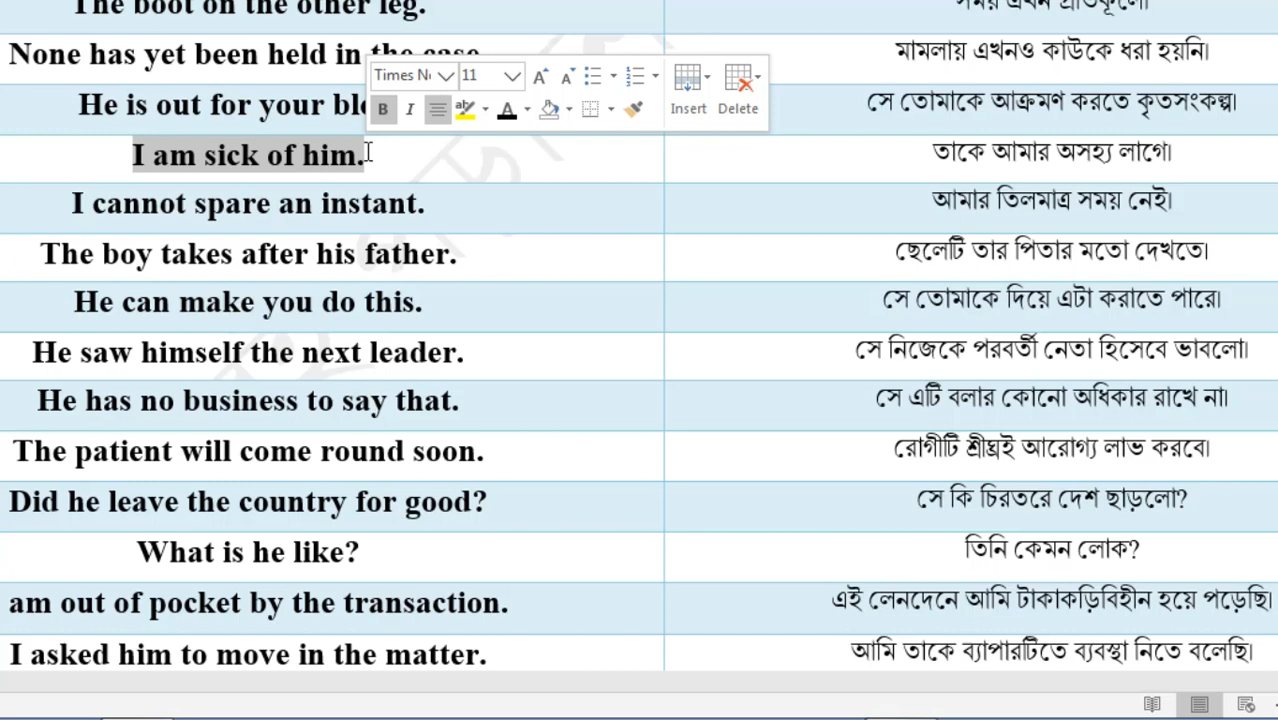 The boot on the other leg.
সময় এখন প্রতিকূলে।
None has yet been held in the case.
মামলায় এখনও কাউকে ধরা হয়নি।
Times N
11
He is out for your
সে তোমাকে আক্রমণ করতে কৃতসংকল্প।
B I
Insert
Delete
I am sick of him.
তাকে আমার অসহ্য লাগে।
I cannot spare an instant.
আমার তিলমাত্র সময় নেই।
The boy takes after his father.
ছেলেটি তার পিতার মতো দেখতে।
He can make you do this.
সে তোমাকে দিয়ে এটা করাতে পারে।
He saw himself the next leader.
সে নিজেকে পরবর্তী নেতা হিসেবে ভাবলো।
He has no business to say that.
সে এটি বলার কোনো অধিকার রাখে না।
The patient will come round soon.
রোগীটি শ্রীঘ্রই আরোগ্য লাভ করবে।
Did he leave the country for good?
সে কি চিরতরে দেশ ছাড়লো?
What is he like?
তিনি কেমন লোক?
am out of pocket by the transaction.
এই লেনদেনে আমি টাকাকড়িবিহীন হয়ে পড়েছি।
I asked him to move in the matter.
আমি তাকে ব্যাপারটিতে ব্যবস্থা নিতে বলেছি।